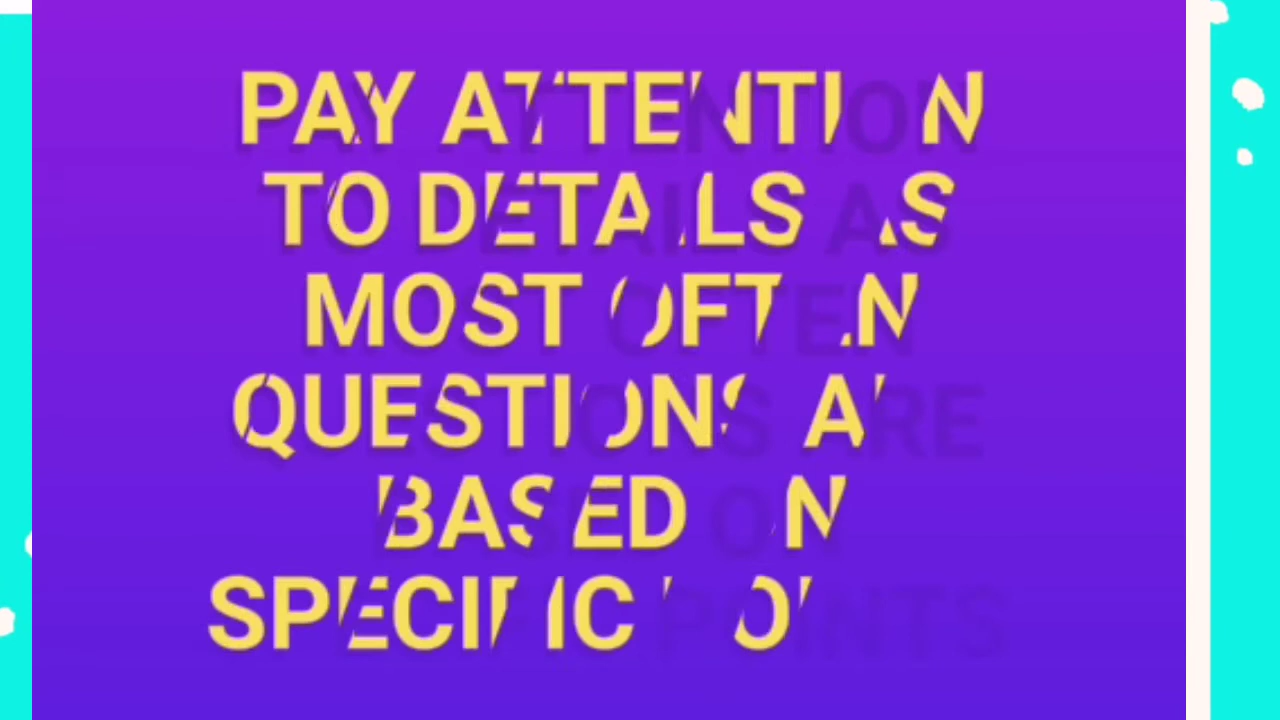 PAY ATTENTION
TO DETAILS AS
MOST OFTEN
QUESTIONS ARE
BASED ON
SPECIFIC POINTS